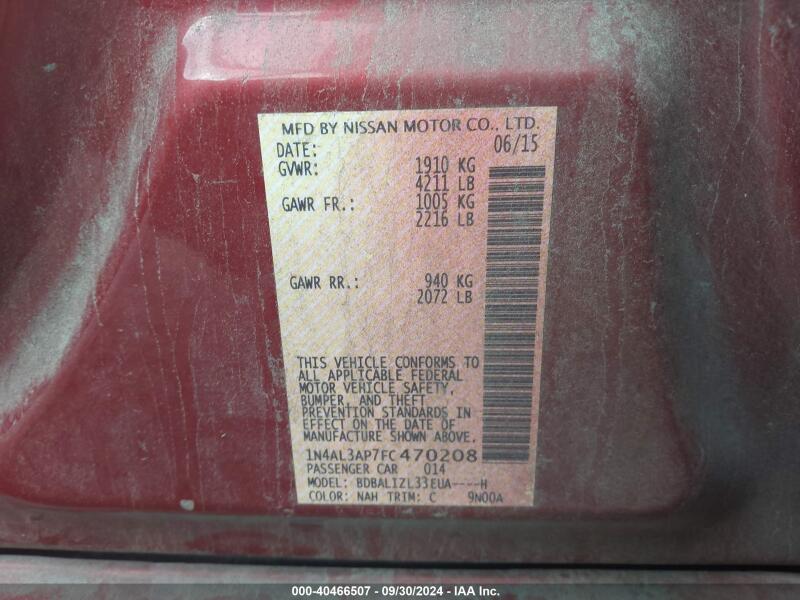 MFD BY NISSAN MOTOR CO., LTD.
DATE: 06/15
GVWR: 1910 KG
4211 LB
GAWR FR.: 1005 KG
2216 LB
GAWR RR.: 940 KG
2072 LB
THIS VEHICLE CONFORMS TO
ALL APPLICABLE FEDERAL
MOTOR VEHICLE SAFETY,
BUMPER, AND THEFT
PREVENTION STANDARDS IN
EFFECT ON THE DATE OF
MANUFACTURE SHOWN ABOVE.
1N4AL3AP7FC470208
PASSENGER CAR 014
MODEL: BDBALIZL33EUA----H
COLOR: NAH TRIM: C 9N00A
000-40466507 - 09/30/2024 - IAA Inc.